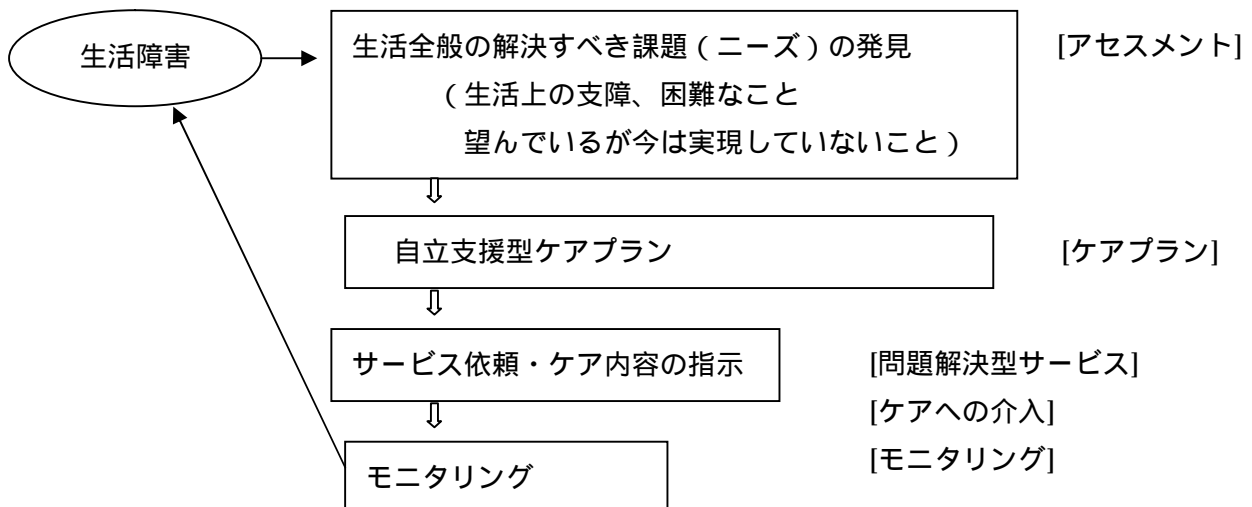 生活障害
生活全般の解決すべき課題(ニーズ)の発見
(生活上の支障、困難なこと
望んでいるが今は実現していないこと)
[アセスメント]
自立支援型ケアプラン
[ケアプラン]
サービス依頼・ケア内容の指示
[問題解決型サービス]
[ケアへの介入]
モニタリング
[モニタリング]